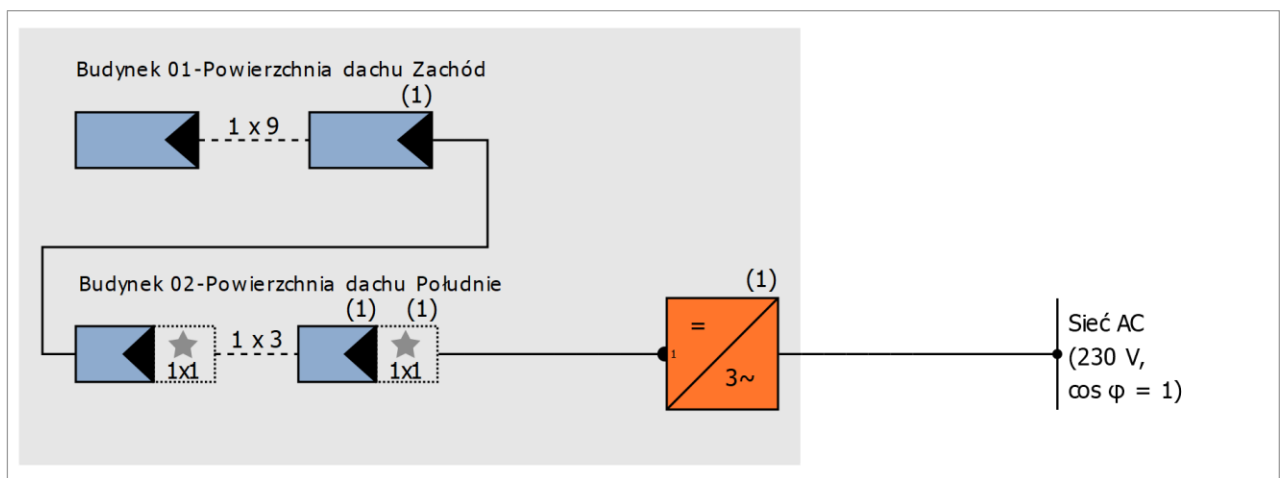 Budynek 01-Powierzchnia dachu Zachód
(1)
1 x 9
Budynek 02-Powierzchnia dachu Południe
(1) (1) (1)
1 x 3
1x1 1x1
=
1
3~
Sieć AC
(230 V,
cos φ = 1)